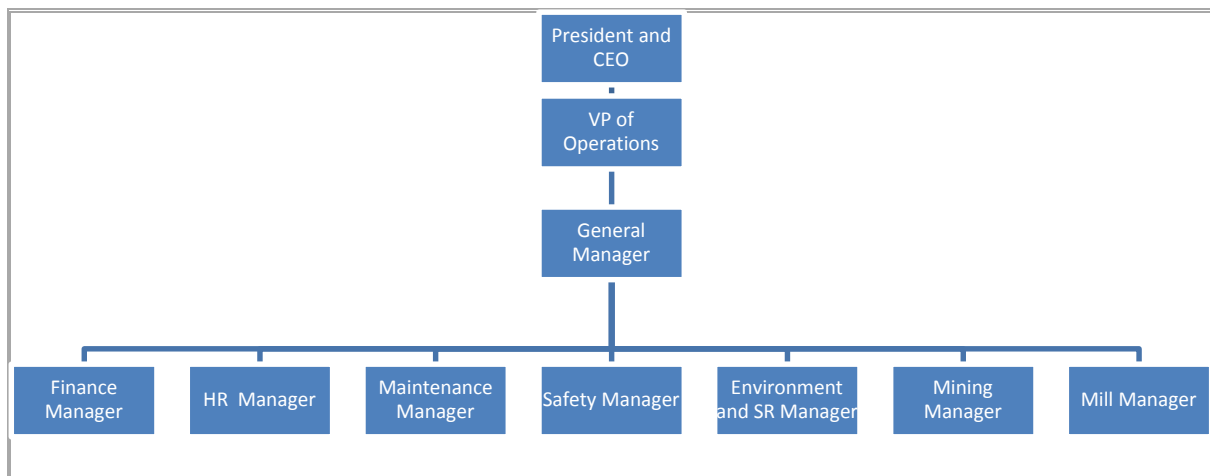 President and
CEO
VP of
Operations
General
Manager
Finance
Manager
HR  Manager
Maintenance
Manager
Safety Manager
Environment
and SR Manager
Mining
Manager
Mill Manager